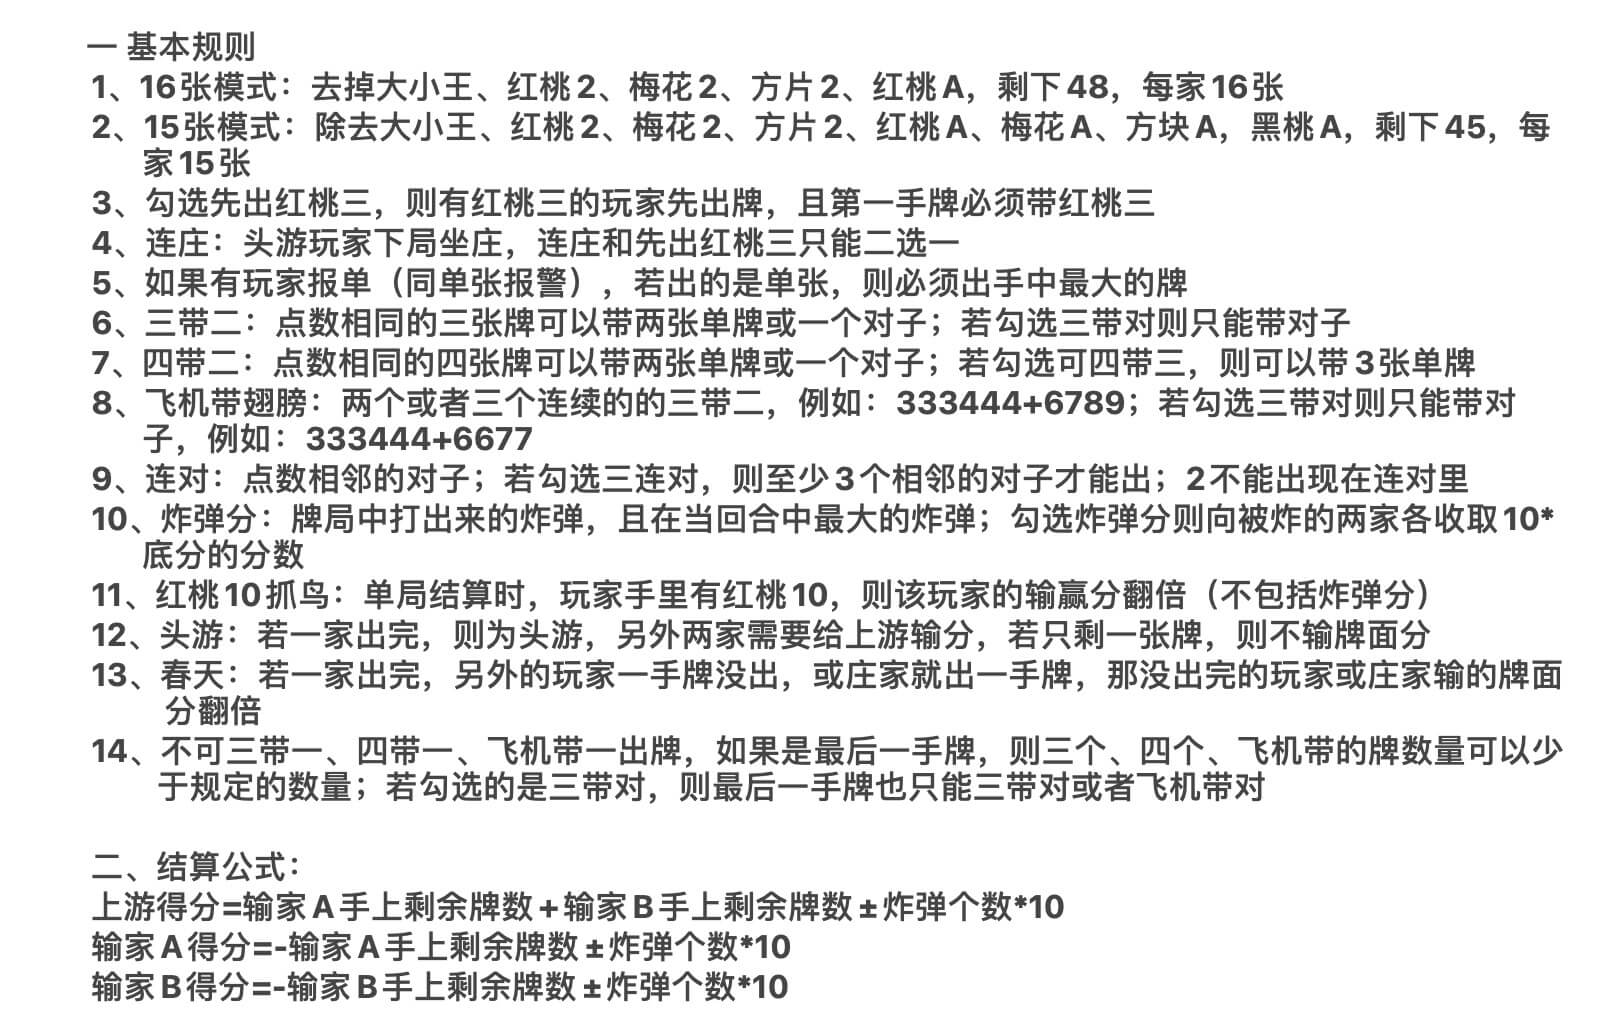 一 基本规则
1、16张模式：去掉大小王、红桃2、梅花2、方片2、红桃A，剩下48，每家16张
2、15张模式：除去大小王、红桃2、梅花2、方片2、红桃A、梅花A、方块A，黑桃A，剩下45，每
家15张
3、勾选先出红桃三，则有红桃三的玩家先出牌，且第一手牌必须带红桃三
4、连庄：头游玩家下局坐庄，连庄和先出红桃三只能二选一
5、如果有玩家报单（同单张报警），若出的是单张，则必须出手中最大的牌
6、三带二：点数相同的三张牌可以带两张单牌或一个对子；若勾选三带对则只能带对子
7、四带二：点数相同的四张牌可以带两张单牌或一个对子；若勾选可四带三，则可以带3张单牌
8、飞机带翅膀：两个或者三个连续的的三带二，例如：333444+6789；若勾选三带对则只能带对
子，例如：333444+6677
9、连对：点数相邻的对子；若勾选三连对，则至少3个相邻的对子才能出；2不能出现在连对里
10、炸弹分：牌局中打出来的炸弹，且在当回合中最大的炸弹；勾选炸弹分则向被炸的两家各收取10*
底分的分数
11、红桃10抓鸟：单局结算时，玩家手里有红桃10，则该玩家的输赢分翻倍（不包括炸弹分）
12、头游：若一家出完，则为头游，另外两家需要给上游输分，若只剩一张牌，则不输牌面分
13、春天：若一家出完，另外的玩家一手牌没出，或庄家就出一手牌，那没出完的玩家或庄家输的牌面
分翻倍
14、不可三带一、四带一、飞机带一出牌，如果是最后一手牌，则三个、四个、飞机带的牌数量可以少
于规定的数量；若勾选的是三带对，则最后一手牌也只能三带对或者飞机带对
二、结算公式：
上游得分=输家A手上剩余牌数+输家B手上剩余牌数±炸弹个数*10
输家A得分=-输家A手上剩余牌数±炸弹个数*10
输家B得分=-输家B手上剩余牌数±炸弹个数*10